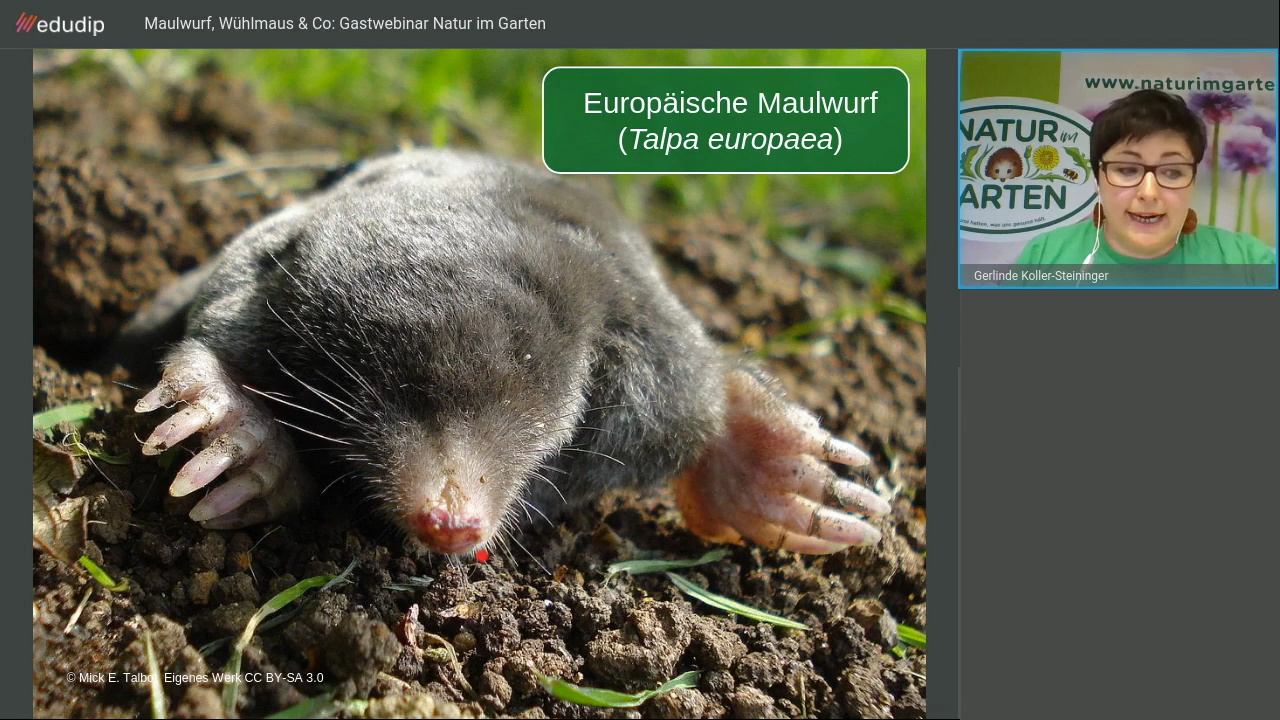 edudip
Maulwurf, Wühlmaus & Co: Gastwebinar Natur im Garten
Europäische Maulwurf
(Talpa europaea)
www.naturimgarte
NATUR im
GARTEN
Gerlinde Koller-Steininger
© Mick E. Talbot, Eigenes Werk CC BY-SA 3.0